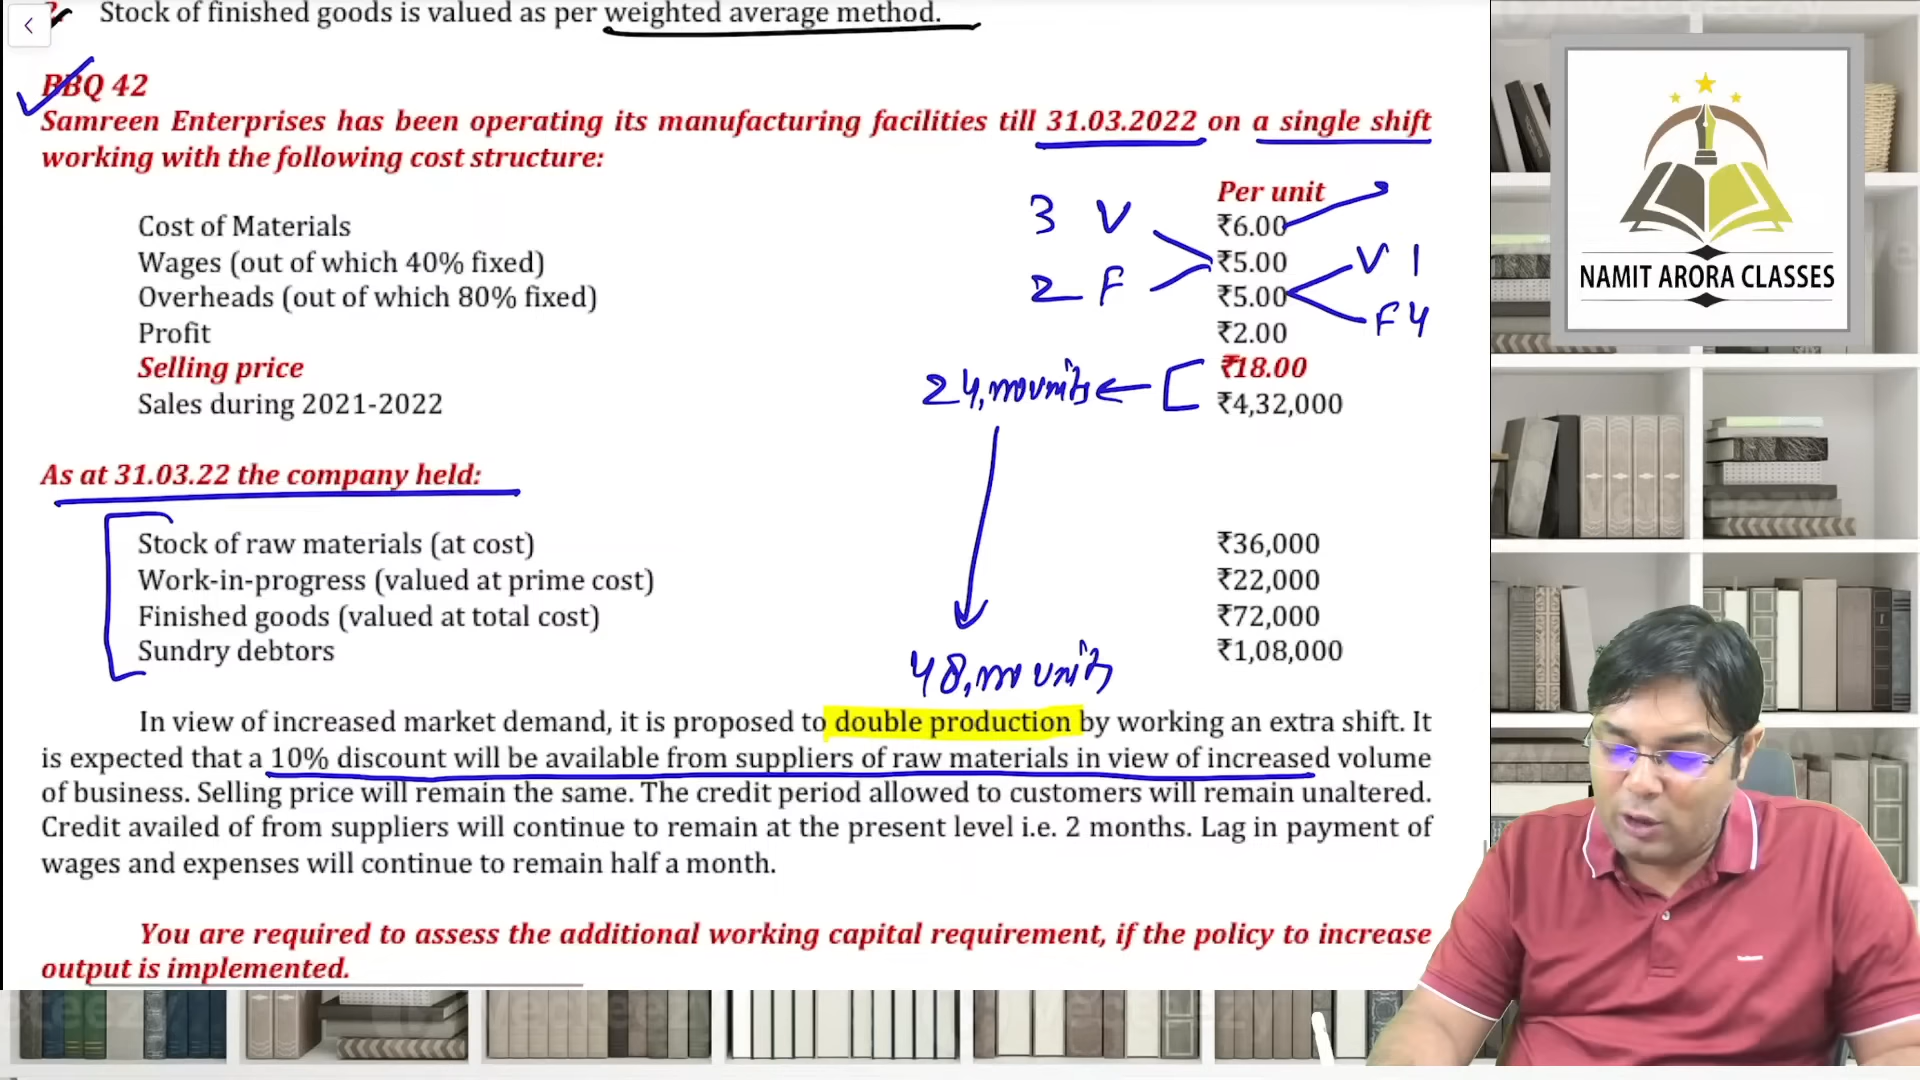 Stock of finished goods is valued as per weighted average method.
BBQ 42
Samreen Enterprises has been operating its manufacturing facilities till 31.03.2022 on a single shift
working with the following cost structure:
Per unit
3 V
Cost of Materials ₹6.00
Wages (out of which 40% fixed) ₹5.00 V 1
2 F
Overheads (out of which 80% fixed) ₹5.00 F 4
Profit ₹2.00
Selling price ₹18.00
24,000 units
Sales during 2021-2022 ₹4,32,000
As at 31.03.22 the company held:
Stock of raw materials (at cost) ₹36,000
Work-in-progress (valued at prime cost) ₹22,000
Finished goods (valued at total cost) ₹72,000
Sundry debtors ₹1,08,000
48,000 units
In view of increased market demand, it is proposed to double production by working an extra shift. It
is expected that a 10% discount will be available from suppliers of raw materials in view of increased volume
of business. Selling price will remain the same. The credit period allowed to customers will remain unaltered.
Credit availed of from suppliers will continue to remain at the present level i.e. 2 months. Lag in payment of
wages and expenses will continue to remain half a month.
You are required to assess the additional working capital requirement, if the policy to increase
output is implemented.
NAMIT ARORA CLASSES